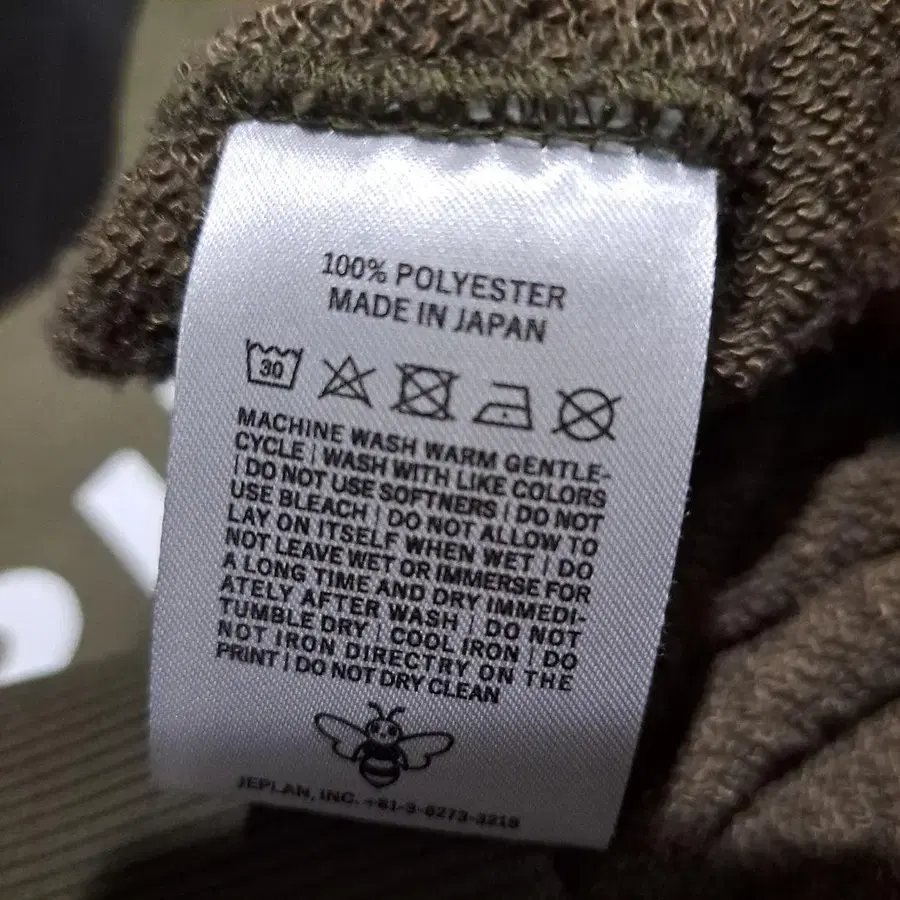 100% POLYESTER
MADE IN JAPAN
30
MACHINE WASH WARM GENTLE-
CYCLE | WASH WITH LIKE COLORS
| DO NOT USE SOFTNERS | DO NOT
USE BLEACH | DO NOT ALLOW TO
LAY ON ITSELF WHEN WET | DO
NOT LEAVE WET OR IMMERSE FOR
A LONG TIME AND DRY IMMEDI-
ATELY AFTER WASH | DO NOT
TUMBLE DRY | COOL IRON | DO
NOT IRON DIRECTRY ON THE
PRINT | DO NOT DRY CLEAN
JEPLAN, INC. +81-3-6273-3219